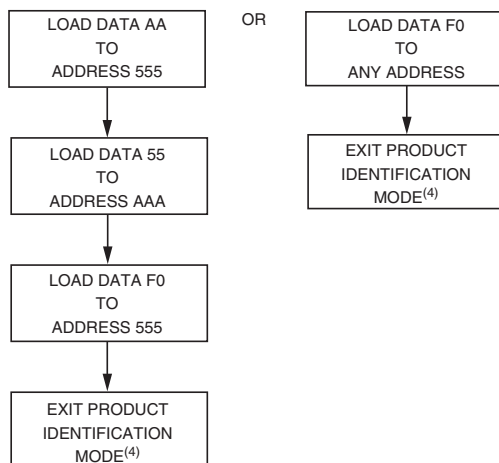 LOAD DATA AA
TO
ADDRESS 555
LOAD DATA 55
TO
ADDRESS AAA
LOAD DATA F0
TO
ADDRESS 555
EXIT PRODUCT
IDENTIFICATION
MODE(4)
OR
LOAD DATA F0
TO
ANY ADDRESS
EXIT PRODUCT
IDENTIFICATION
MODE(4)